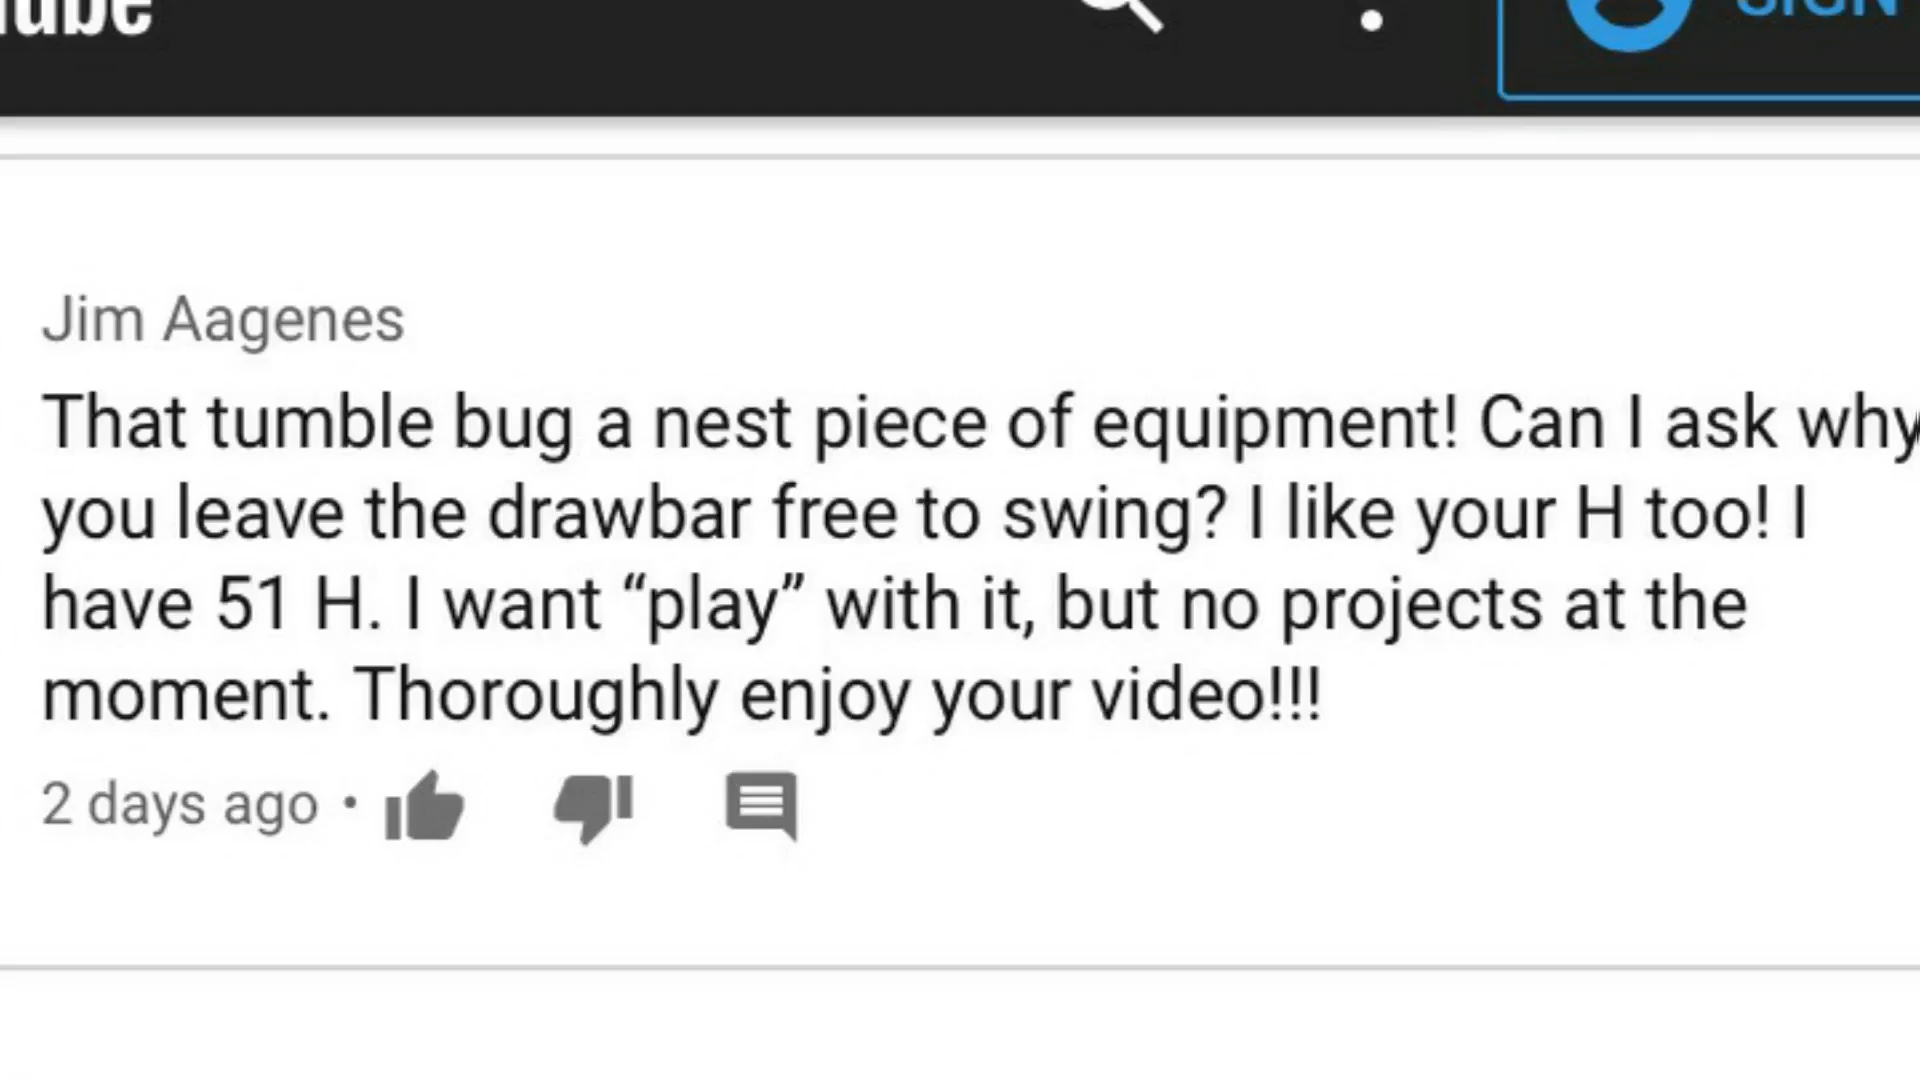 Jim Aagenes
That tumble bug a nest piece of equipment! Can I ask why
you leave the drawbar free to swing? I like your H too! I
have 51 H. I want “play” with it, but no projects at the
moment. Thoroughly enjoy your video!!!
2 days ago •